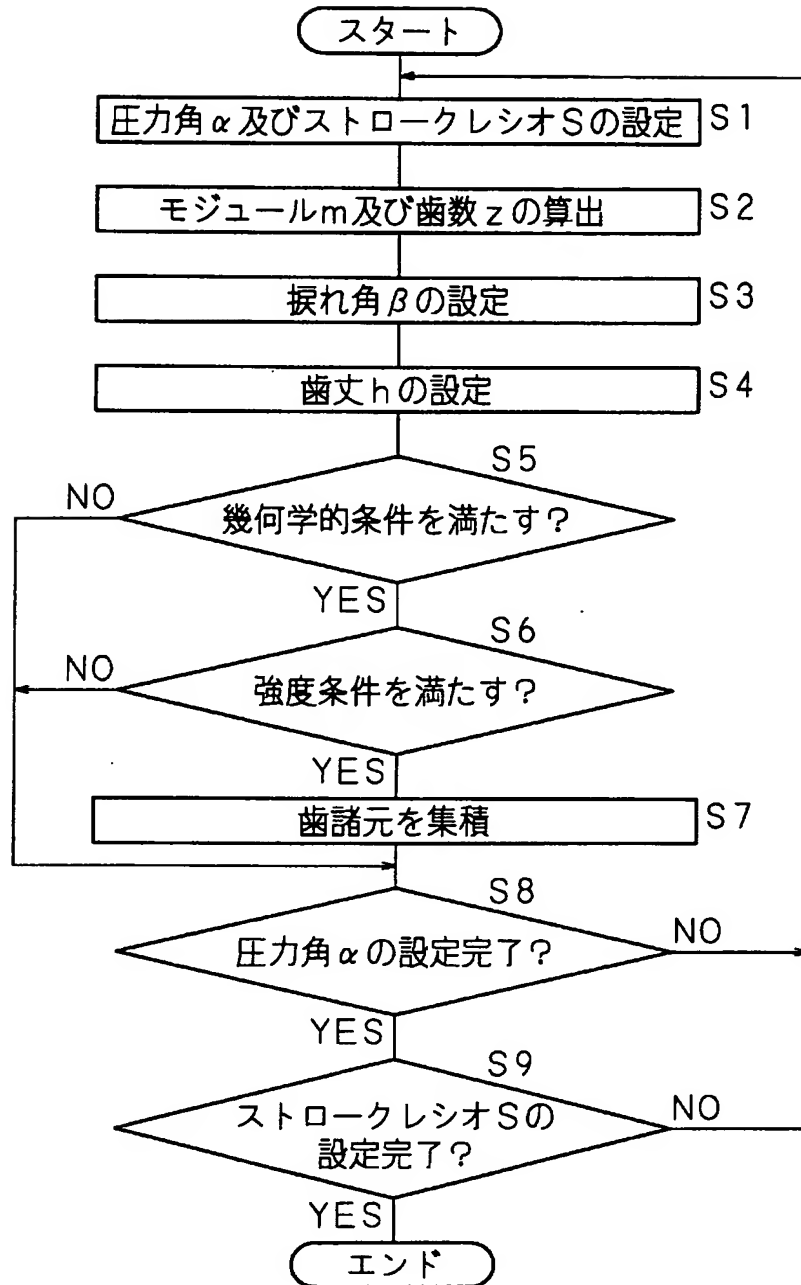 スタート
圧力角α及びストロークレシオSの設定 S1
モジュールm及び歯数zの算出 S2
捩れ角βの設定 S3
歯丈hの設定 S4
S5
NO
幾何学的条件を満たす?
YES
S6
NO
強度条件を満たす?
YES
歯諸元を集積 S7
S8
圧力角αの設定完了?
NO
YES
S9
ストロークレシオSの
設定完了?
NO
YES
エンド